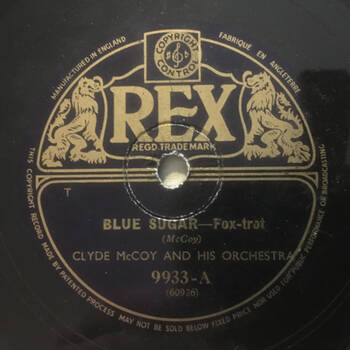 MANUFACTURED IN ENGLAND
COPYRIGHT
CONTROL
FABRIQUÉ EN ANGLETERRE
REX
REGD TRADE MARK
T
BLUE SUGAR—Fox-trot
(McCoy)
CLYDE McCOY AND HIS ORCHESTRA
9933-A
(60926)
THIS COPYRIGHT RECORD MADE BY PATENTED PROCESS MAY NOT BE SOLD BELOW FIXED PRICE NOR USED FOR PUBLIC PERFORMANCE OR BROADCASTING